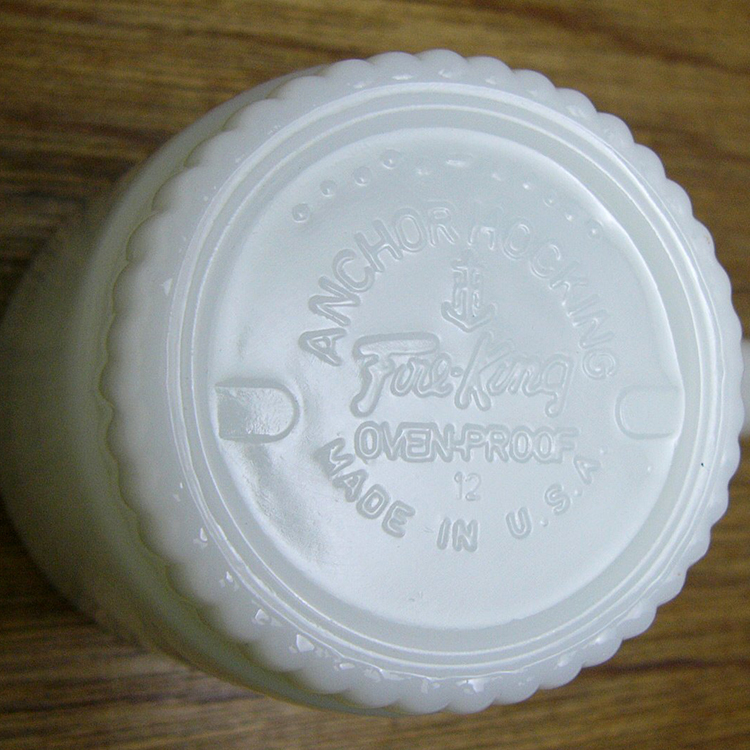 ANCHOR HOCKING
Fire-King
OVEN-PROOF
12
MADE IN U.S.A.